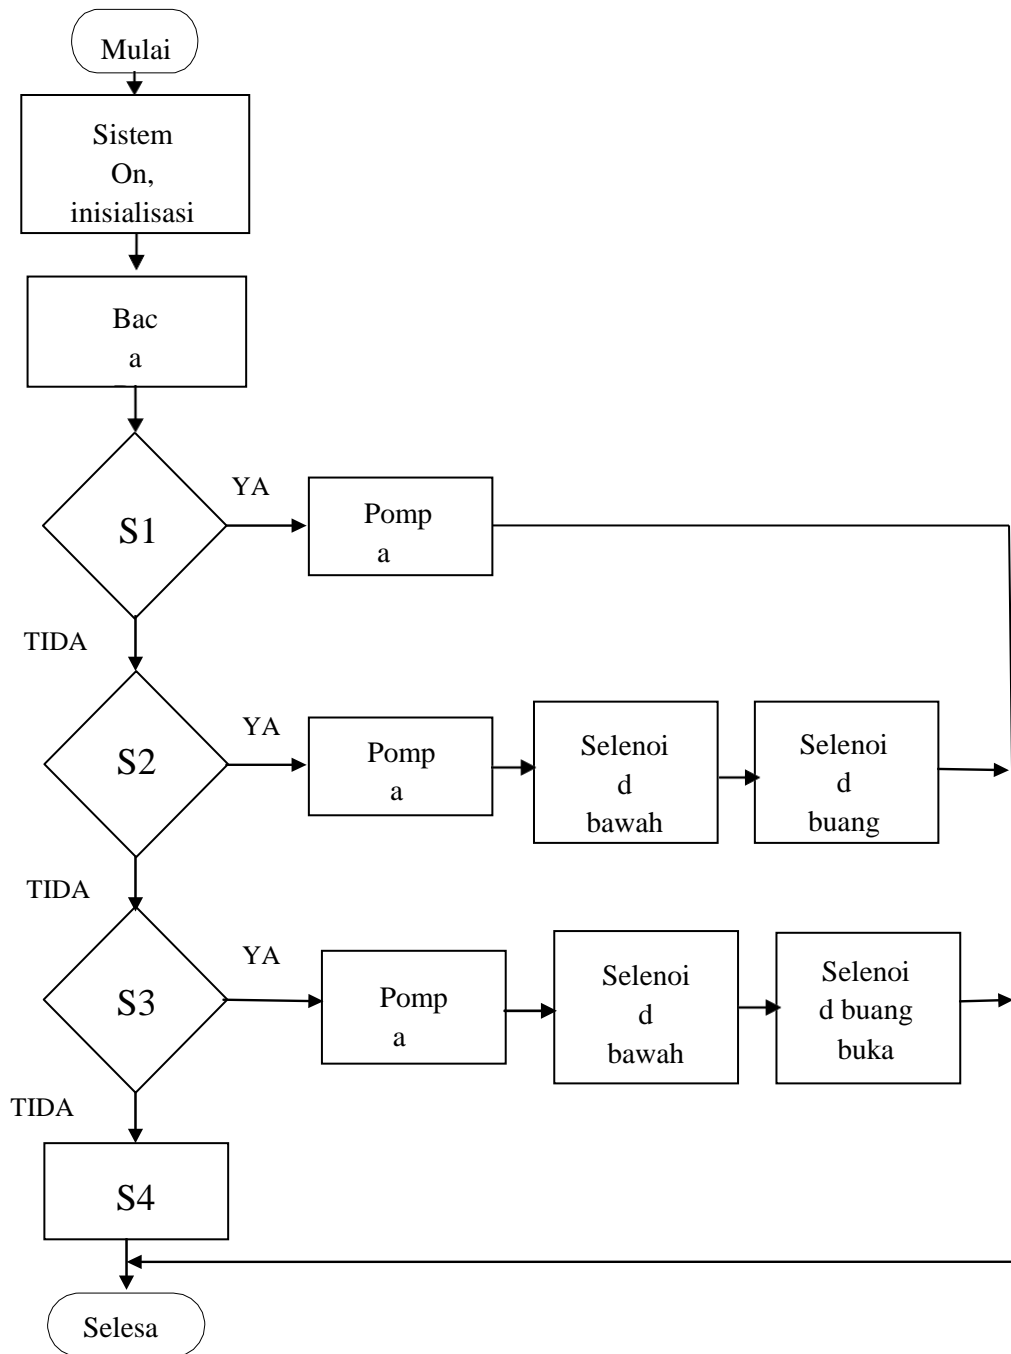 Mulai
Sistem
On,
inisialisasi
Bac
a
S1
YA
Pomp
a
TIDA
S2
YA
Pomp
a
Selenoi
d
bawah
Selenoi
d
buang
TIDA
S3
YA
Pomp
a
Selenoi
d
bawah
Selenoi
d buang
buka
TIDA
S4
Selesa